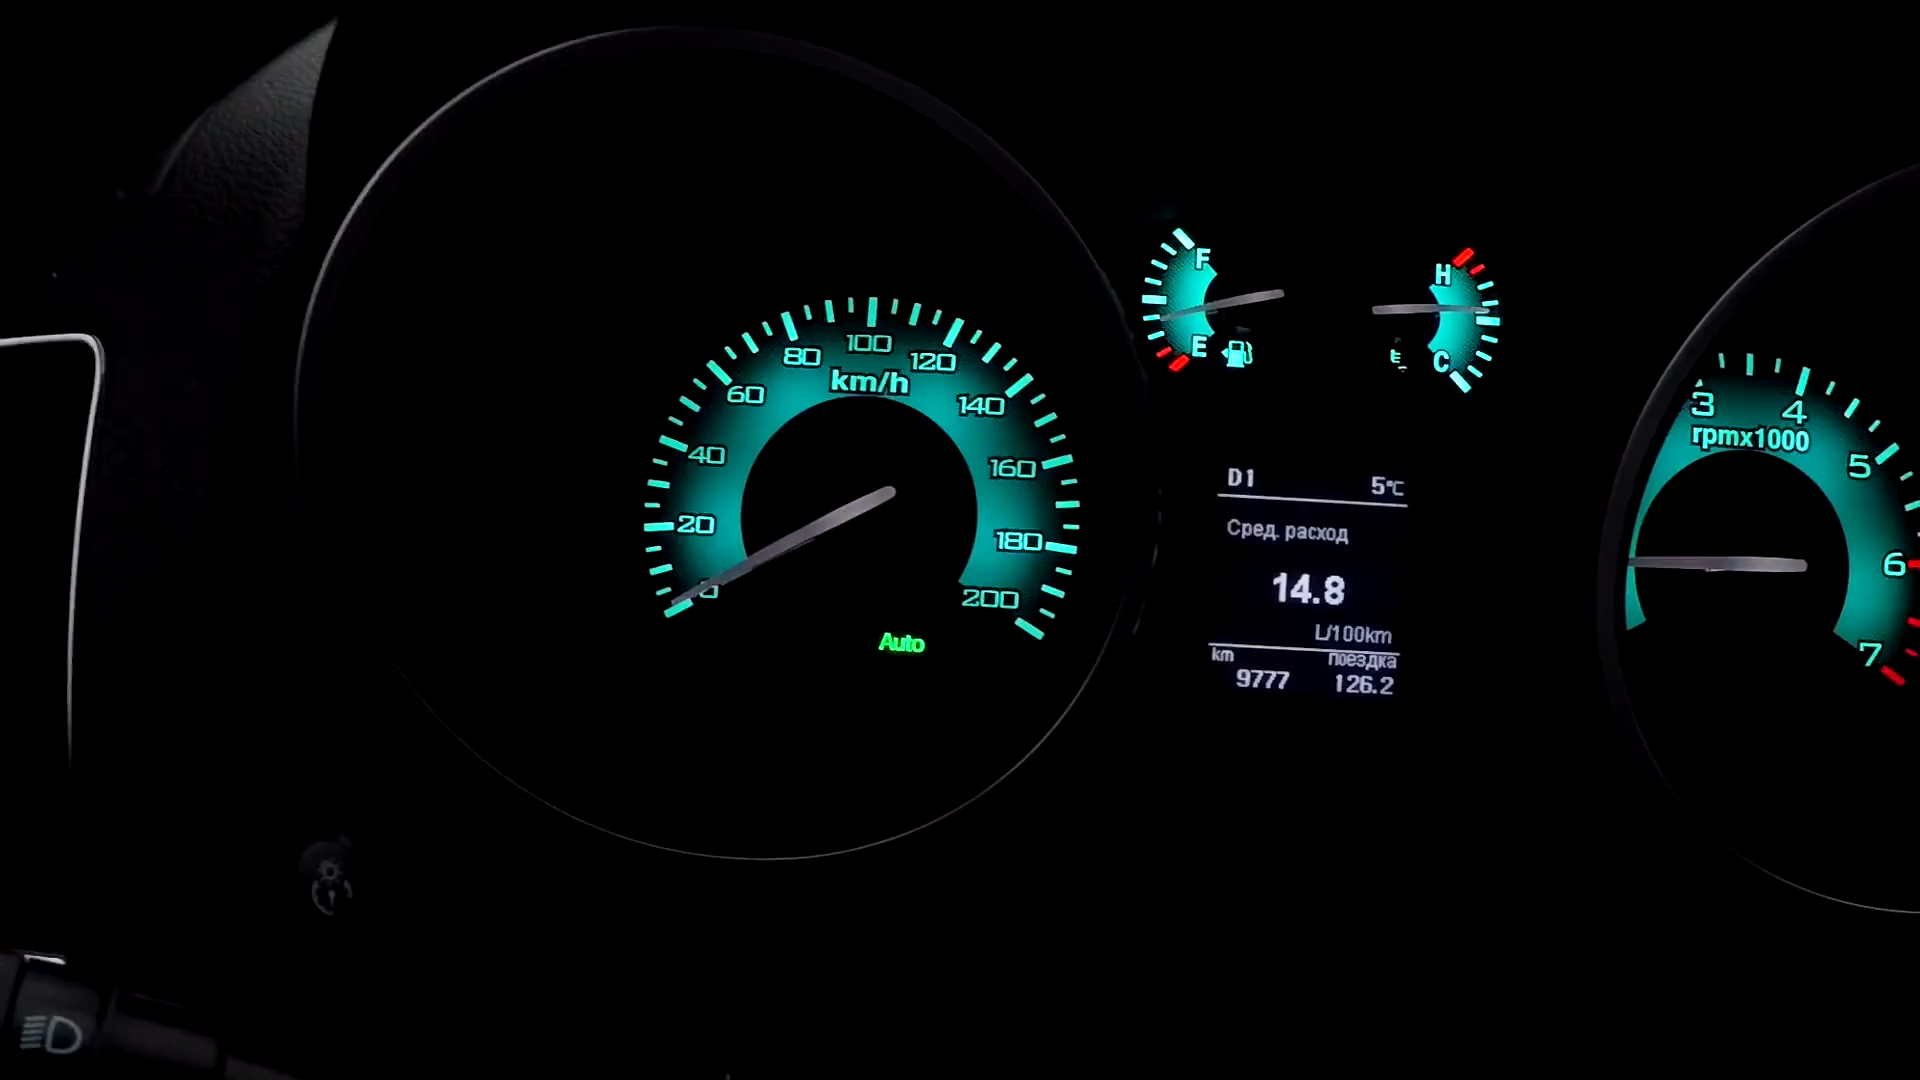 0
20
40
60
80
100
120
140
160
180
200
km/h
Auto
F
E
H
C
D1 5°C
Сред. расход
14.8
L/100km
km поездка
9777 126.2
3
4
5
6
7
rpmx1000